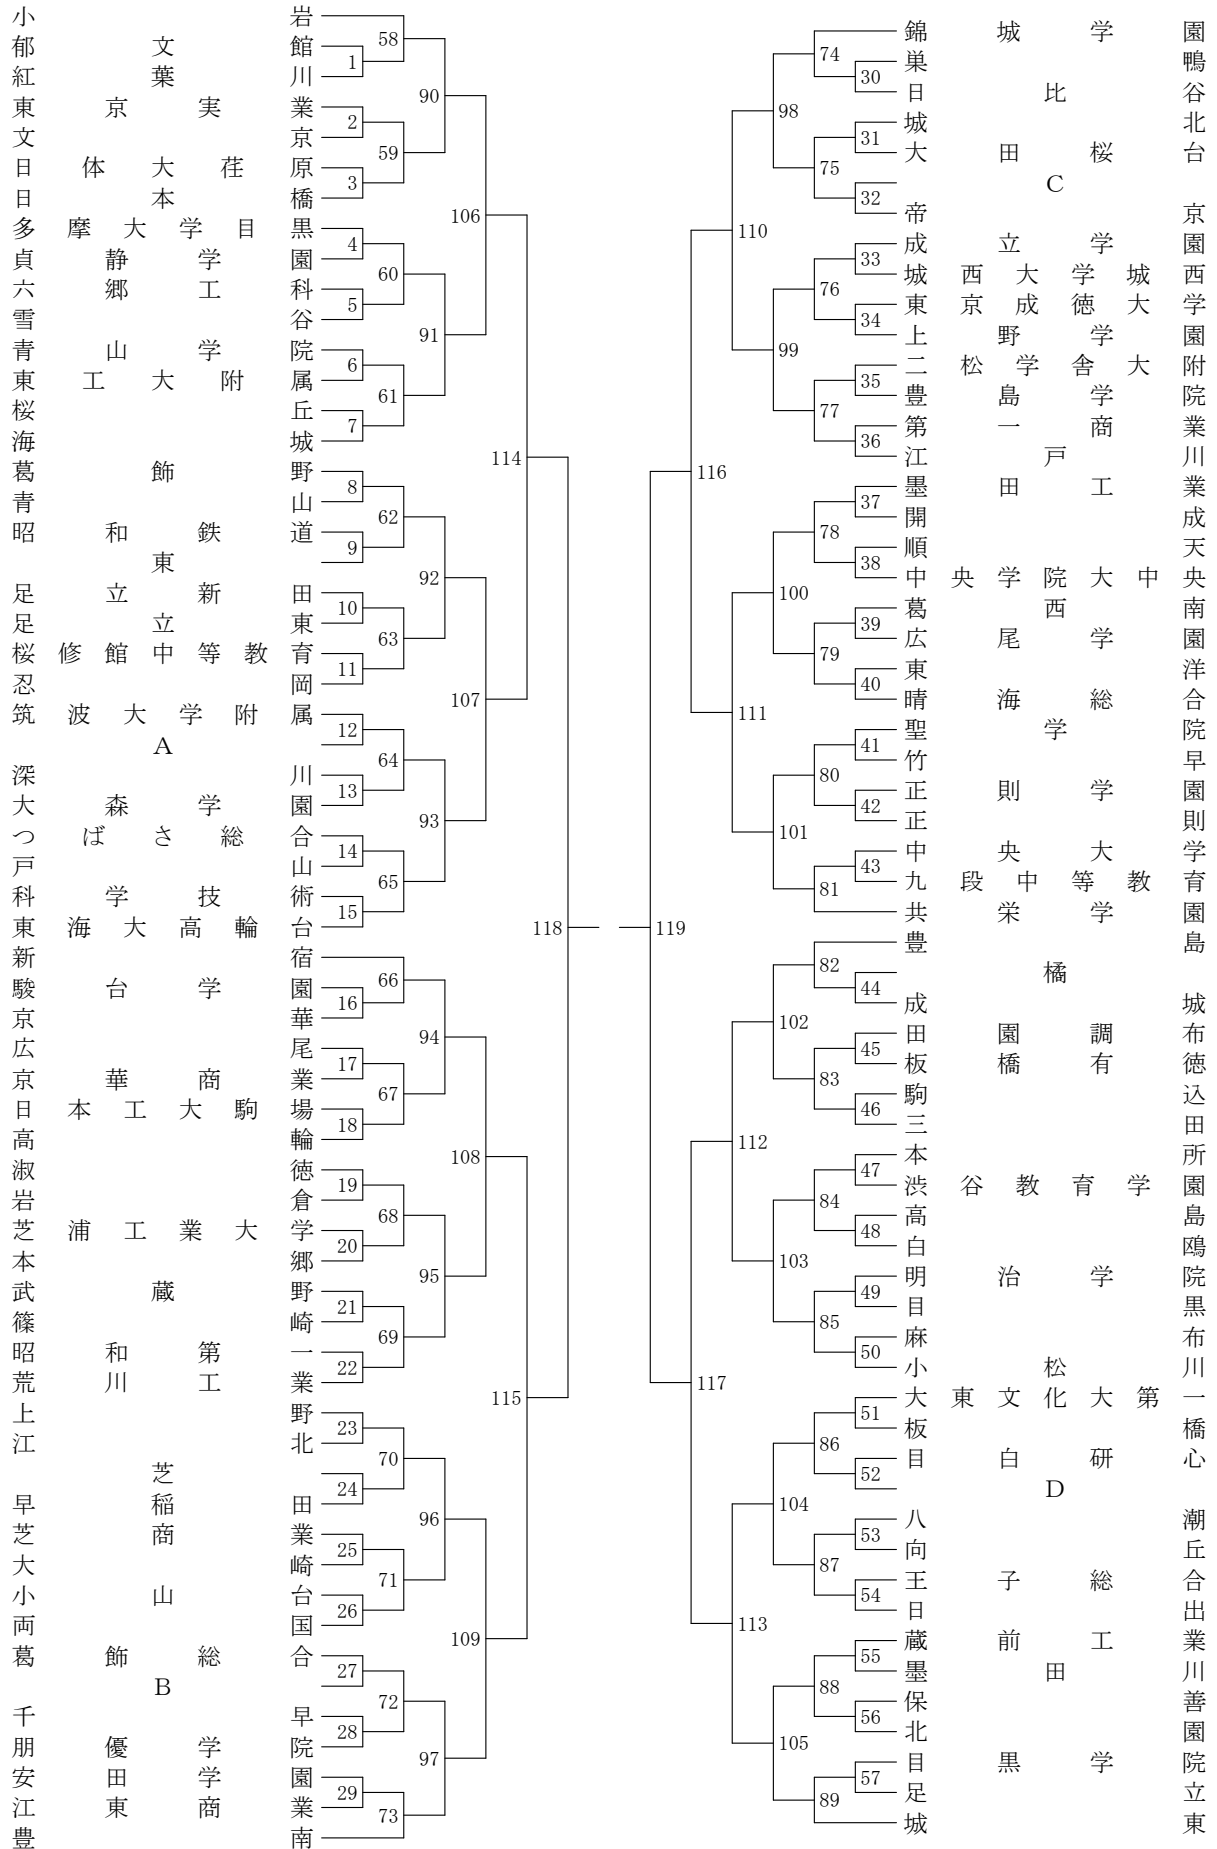 小岩
郁文館
紅葉川
東京実業
文京
日体大荏原
日本橋
多摩大学目黒
貞静学園
六郷工科
雪谷
青山学院
東工大附属
桜丘
海城
葛飾野
青山
昭和鉄道
東
足立新田
足立東
桜修館中等教育
忍岡
筑波大学附属
A
深川
大森学園
つばさ総合
戸山
科学技術
東海大高輪台
新宿
駿台学園
京華
広尾
京華商業
日本工大駒場
高輪
淑徳
岩倉
芝浦工業大学
本郷
武蔵野
篠崎
昭和第一
荒川工業
上野
江北
芝
早稲田
芝商業
大崎
小山台
両国
葛飾総合
B
千早
朋優学院
安田学園
江東商業
豊南
58
1
2
3
4
5
6
7
8
9
10
11
12
13
14
15
66
16
17
18
19
20
21
22
23
24
25
26
27
28
29
73
59
60
61
62
63
64
65
67
68
69
70
71
72
90
91
92
93
94
95
96
97
106
107
108
109
114
115
118
119
116
117
110
111
112
113
98
99
100
101
102
103
104
105
74
75
76
77
78
79
80
81
82
83
84
85
86
87
88
89
30
31
32
33
34
35
36
37
38
39
40
41
42
43
44
45
46
47
48
49
50
51
52
53
54
55
56
57
錦城学園
巣鴨
日比谷
城北
大田桜台
C
帝京
成立学園
城西大学城西
東京成徳大学
上野学園
二松学舎大附
豊島学院
第一商業
江戸川
墨田工業
開成
順天
中央学院大中央
葛西南
広尾学園
東洋
晴海総合
聖学院
竹早
正則学園
正則
中央大学
九段中等教育
共栄学園
豊島
橘
成城
田園調布
板橋有徳
駒込
三田
本所
渋谷教育学園
高島
白鴎
明治学院
目黒
麻布
小松川
大東文化大第一
板橋
目白研心
D
八潮
向丘
王子総合
日出
蔵前工業
墨田川
保善
北園
目黒学院
足立
城東